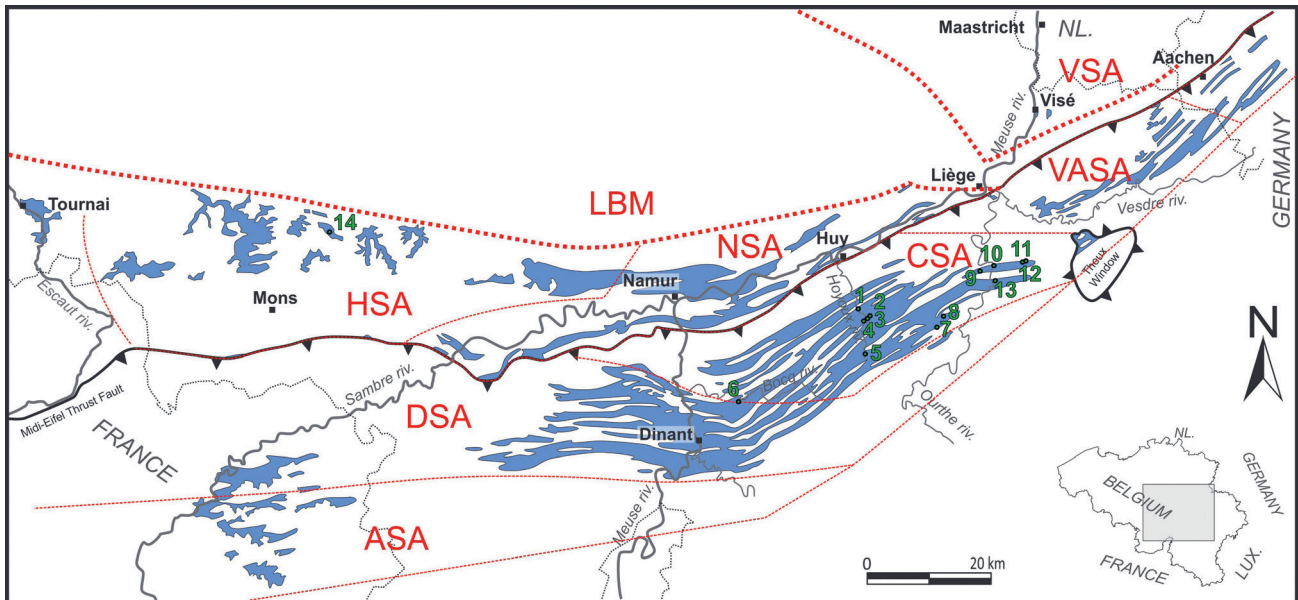 Maastricht
NL.
VSA
Aachen
Visé
Meuse riv.
Liège
VASA
Vesdre riv.
GERMANY
Tournai
14
LBM
NSA
Huy
CSA
10
11
9
12
13
Theux
Window
Escaut riv.
Mons
HSA
Namur
Hoyoux riv.
1
2
3
4
8
7
5
N
Midi-Eifel Thrust Fault
Sambre riv.
DSA
6
Bocq riv.
Ourthe riv.
Dinant
FRANCE
Meuse riv.
ASA
0
20 km
NL.
BELGIUM
GERMANY
FRANCE
LUX.